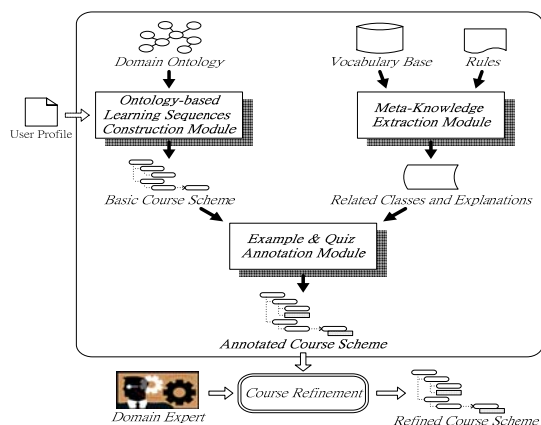 Domain Ontology
Vocabulary Base
Rules
User Profile
Ontology-based
Learning Sequences
Construction Module
Meta-Knowledge
Extraction Module
Basic Course Scheme
Related Classes and Explanations
Example & Quiz
Annotation Module
Annotated Course Scheme
Course Refinement
Domain Expert
Refined Course Scheme